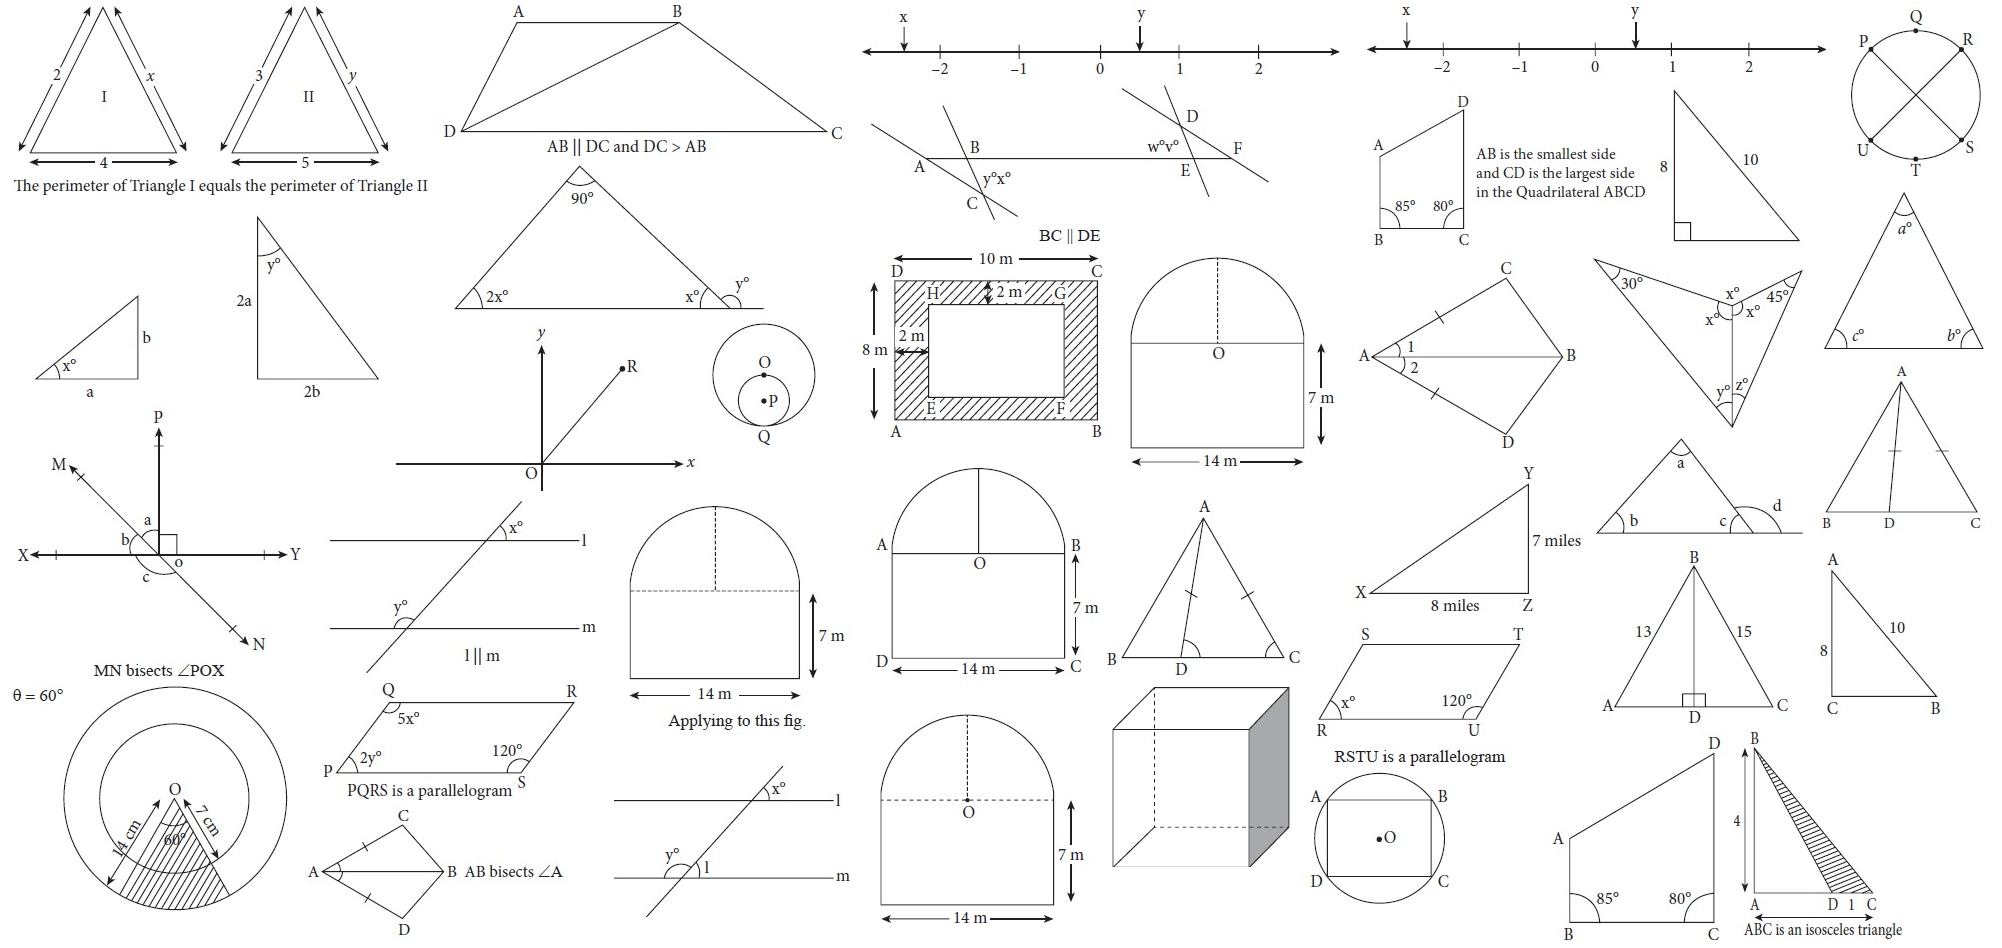 2
x
I
4
3
y
II
5
The perimeter of Triangle I equals the perimeter of Triangle II
A
B
D
C
AB || DC and DC > AB
x
y
–2
–1
0
1
2
x
y
–2
–1
0
1
2
Q
P
R
U
S
T
A
B
C
D
E
F
y°x°
w°v°
BC || DE
D
A
85°
80°
B
C
AB is the smallest side
and CD is the largest side
in the Quadrilateral ABCD
8
10
a°
c°
b°
x°
b
a
y°
2a
2b
90°
2x°
x°
y°
10 m
D
C
H
G
2 m
2 m
8 m
E
F
A
B
O
7 m
14 m
C
A
1
2
B
D
30°
x°
45°
x°
x°
y°
z°
A
B
D
C
P
M
a
b
X
Y
o
c
N
MN bisects ∠POX
y
R
O
x
O
P
Q
x°
l
y°
m
l || m
7 m
14 m
Applying to this fig.
A
B
O
7 m
D
C
14 m
A
B
D
C
Y
7 miles
X
8 miles
Z
a
b
c
d
B
13
15
A
D
C
A
10
8
C
B
θ = 60°
O
14 cm
7 cm
60°
Q
R
5x°
120°
P
2y°
S
PQRS is a parallelogram
C
A
B
AB bisects ∠A
D
x°
l
y°
l
m
O
7 m
14 m
S
T
x°
120°
R
U
RSTU is a parallelogram
A
B
O
D
C
D
A
85°
80°
B
C
B
4
A
D
1
C
ABC is an isosceles triangle